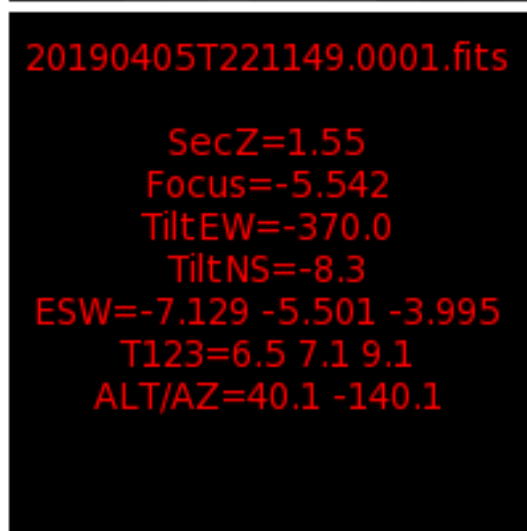 20190405T221149.0001.fits
SecZ=1.55
Focus=-5.542
TiltEW=-370.0
TiltNS=-8.3
ESW=-7.129 -5.501 -3.995
T123=6.5 7.1 9.1
ALT/AZ=40.1 -140.1